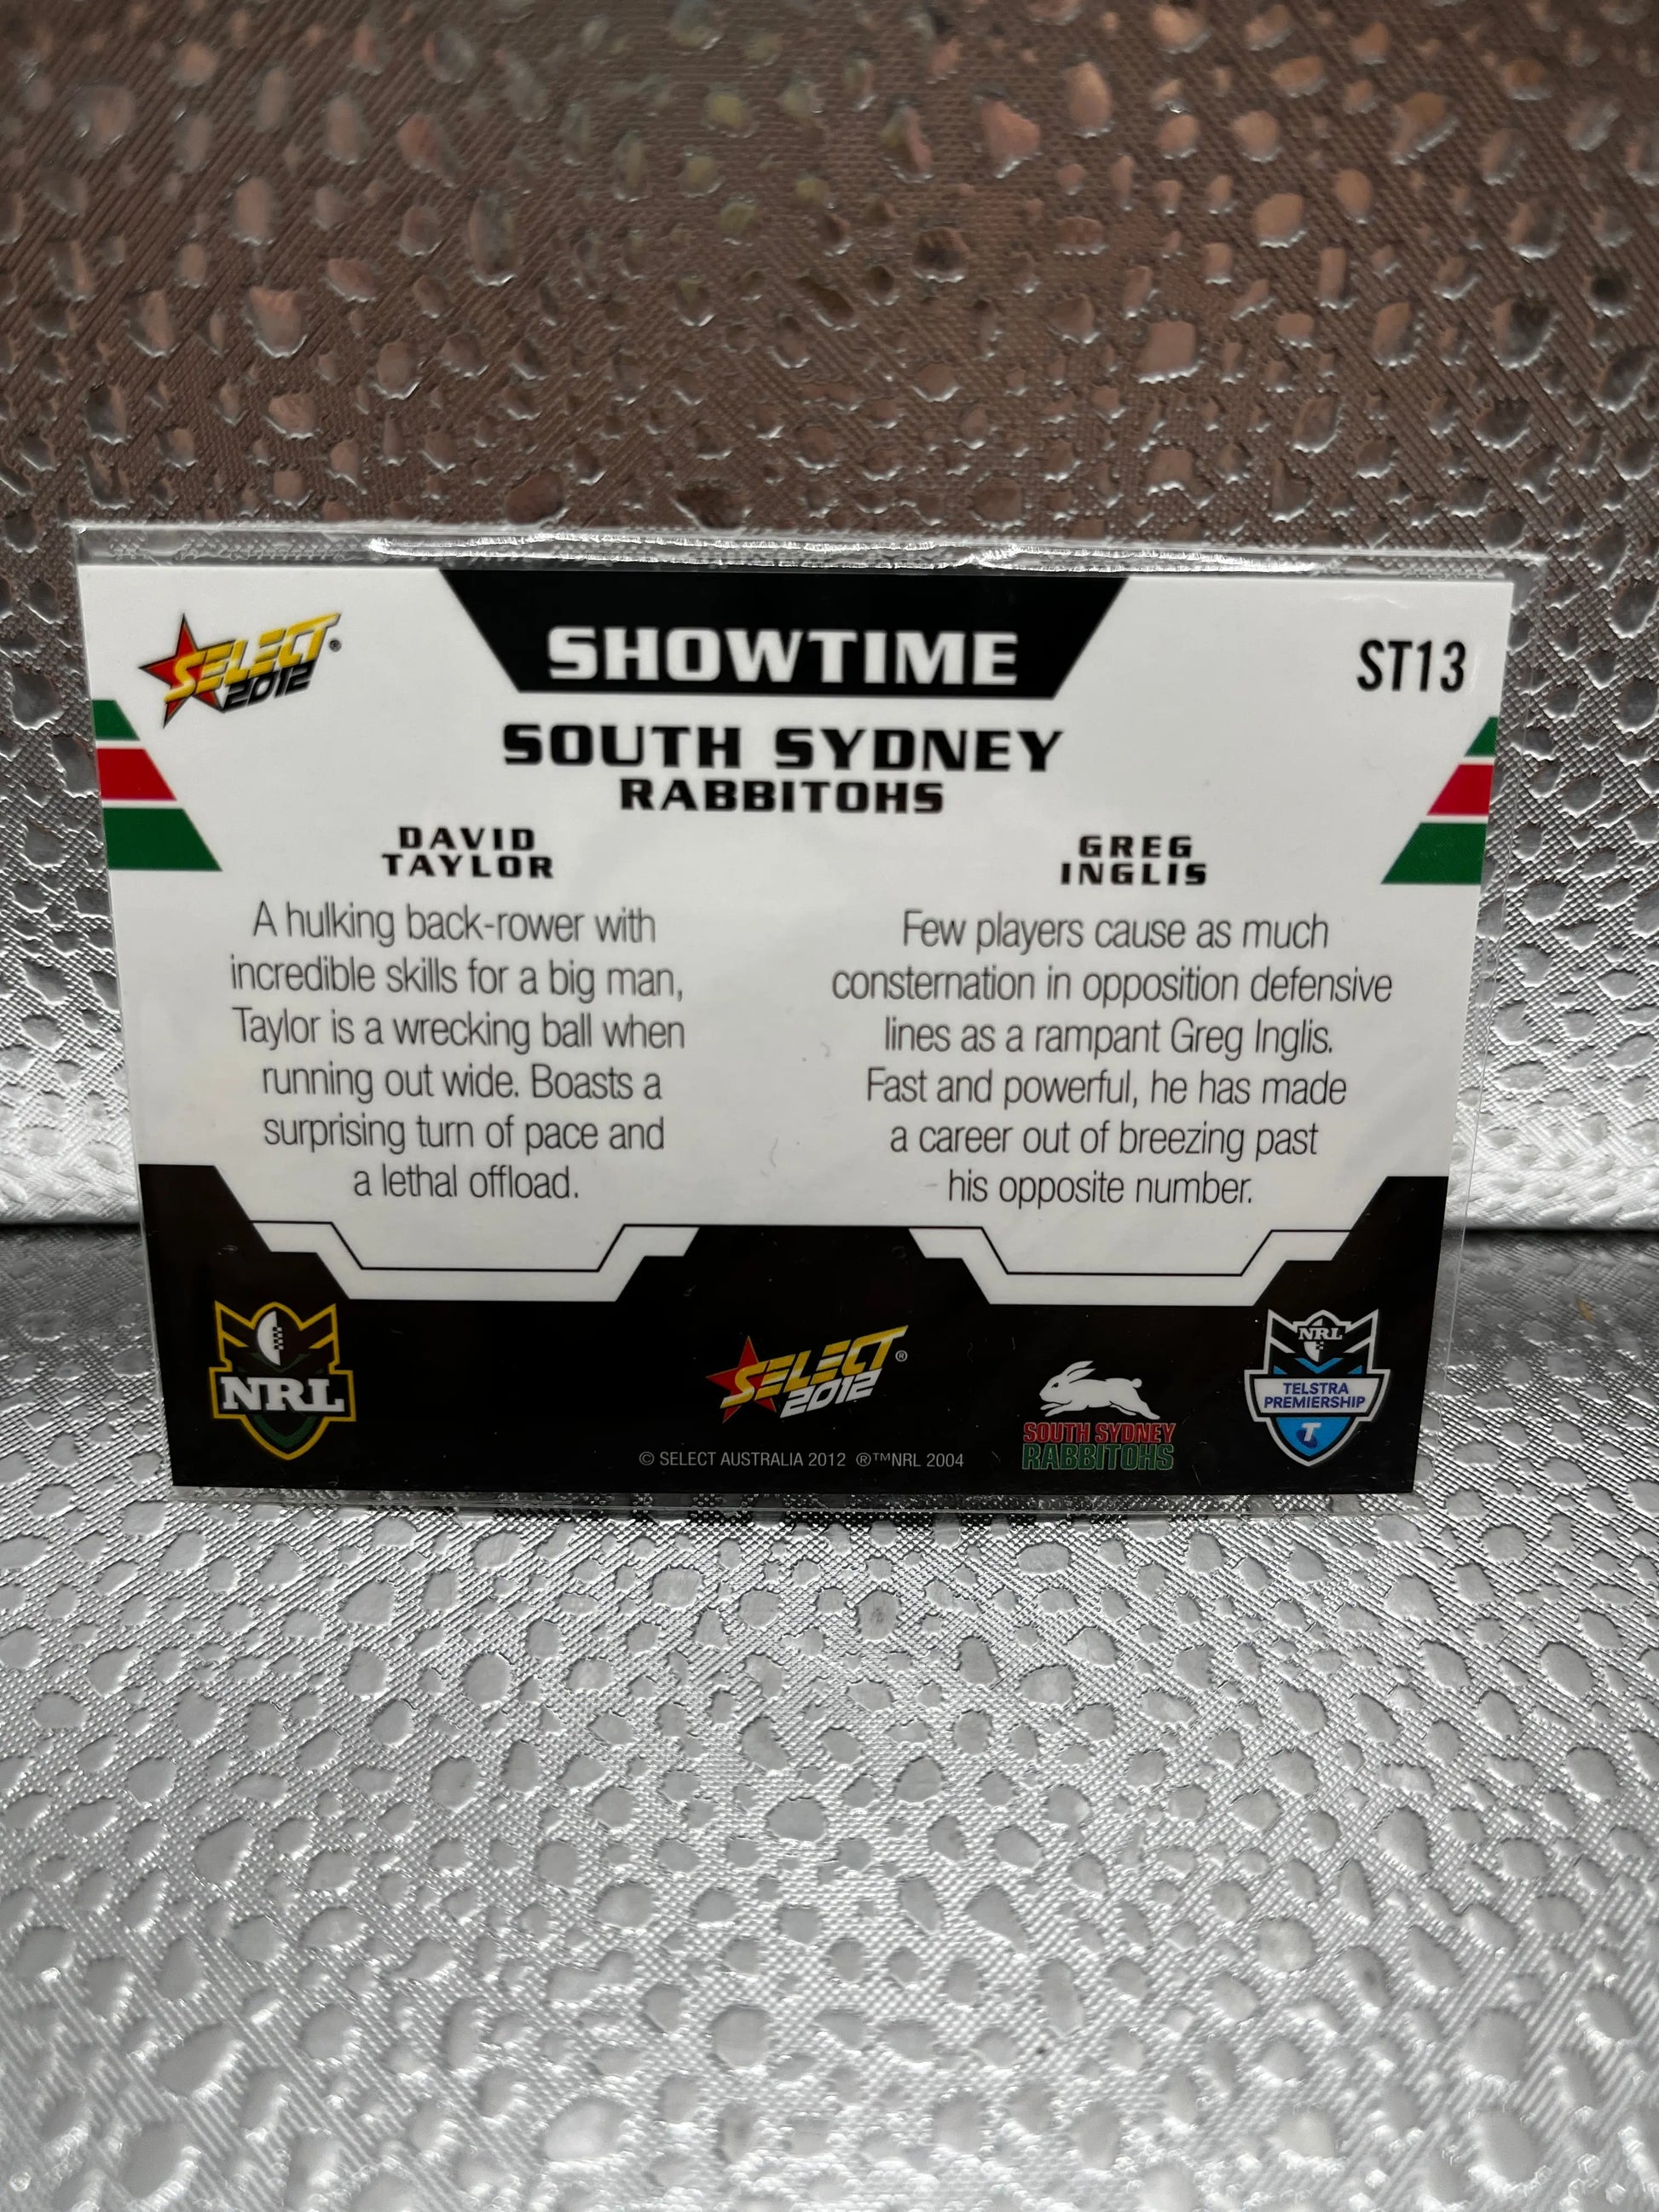 SELECT®
2012
SHOWTIME
ST13
SOUTH SYDNEY
RABBITOHS
DAVID
TAYLOR
A hulking back-rower with
incredible skills for a big man,
Taylor is a wrecking ball when
running out wide. Boasts a
surprising turn of pace and
a lethal offload.
GREG
INGLIS
Few players cause as much
consternation in opposition defensive
lines as a rampant Greg Inglis.
Fast and powerful, he has made
a career out of breezing past
his opposite number.
NRL
SELECT®
2012
© SELECT AUSTRALIA 2012 ®™NRL 2004
SOUTH SYDNEY
RABBITOHS
NRL
TELSTRA
PREMIERSHIP
T